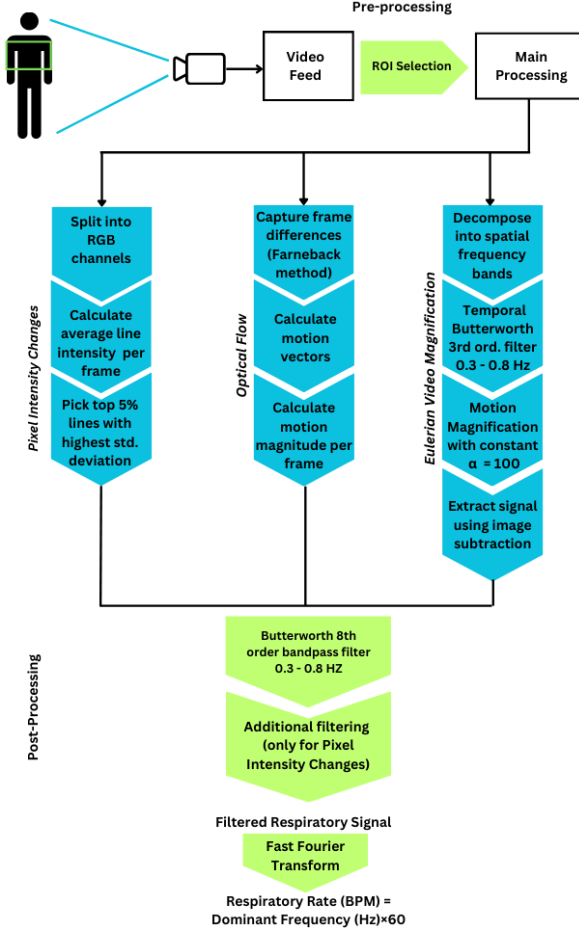 Pre-processing
Video
Feed
ROI Selection
Main
Processing
Pixel Intensity Changes
Split into
RGB
channels
Calculate
average line
intensity per
frame
Pick top 5%
lines with
highest std.
deviation
Optical Flow
Capture frame
differences
(Farneback
method)
Calculate
motion
vectors
Calculate
motion
magnitude per
frame
Eulerian Video Magnification
Decompose
into spatial
frequency
bands
Temporal
Butterworth
3rd ord. filter
0.3 - 0.8 Hz
Motion
Magnification
with constant
α = 100
Extract signal
using image
subtraction
Post-Processing
Butterworth 8th
order bandpass filter
0.3 - 0.8 HZ
Additional filtering
(only for Pixel
Intensity Changes)
Filtered Respiratory Signal
Fast Fourier
Transform
Respiratory Rate (BPM) =
Dominant Frequency (Hz)×60